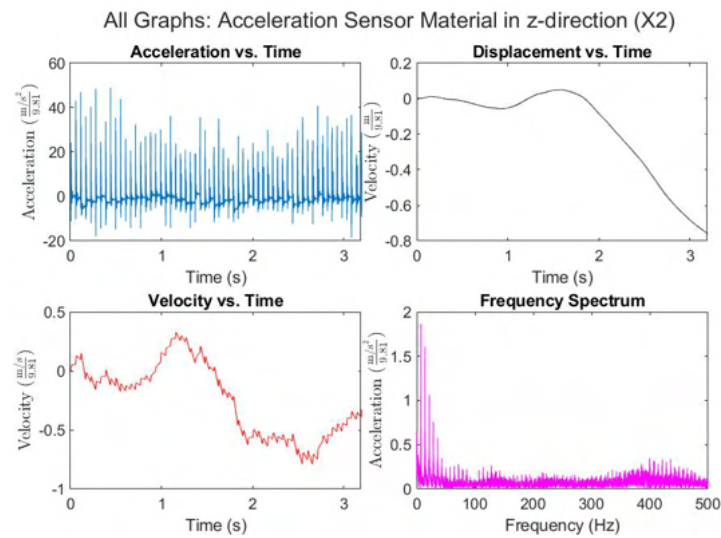 All Graphs: Acceleration Sensor Material in z-direction (X2)
Acceleration vs. Time
Acceleration (m/s²/9.81)
60
40
20
0
-20
0
1
2
3
Time (s)
Displacement vs. Time
Velocity (m/9.81)
0.2
0
-0.2
-0.4
-0.6
-0.8
0
1
2
3
Time (s)
Velocity vs. Time
Velocity (m/s/9.81)
0.5
0
-0.5
-1
0
1
2
3
Time (s)
Frequency Spectrum
Acceleration (m/s²/9.81)
2
1.5
1
0.5
0
0
100
200
300
400
500
Frequency (Hz)